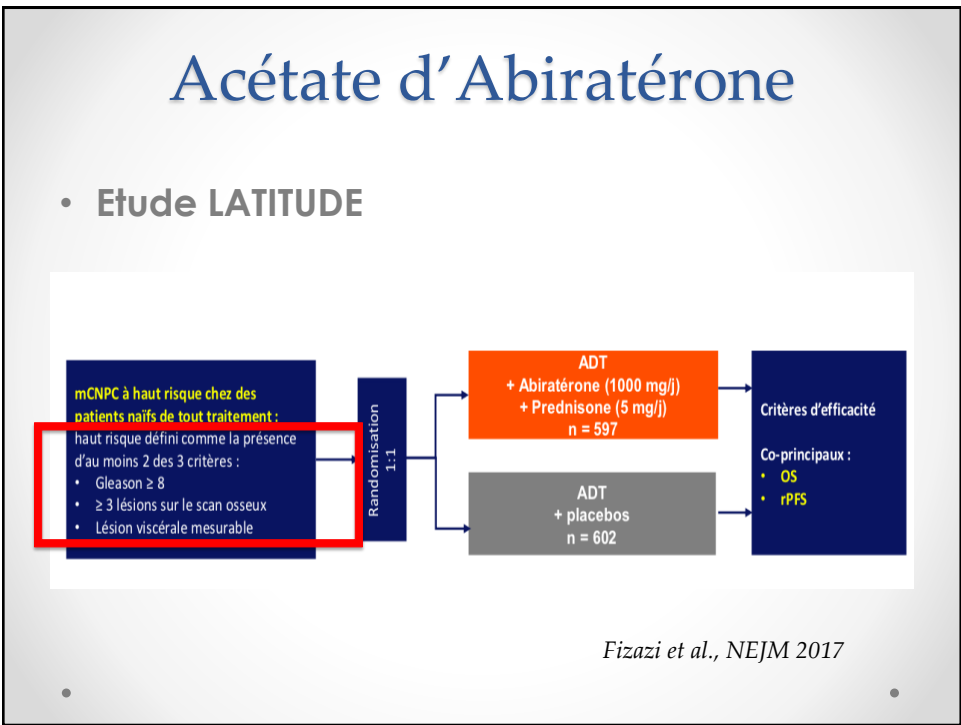 Acétate d’Abiratérone
• Etude LATITUDE
mCNPC à haut risque chez des
patients naïfs de tout traitement :
haut risque défini comme la présence
d’au moins 2 des 3 critères :
• Gleason ≥ 8
• ≥ 3 lésions sur le scan osseux
• Lésion viscérale mesurable
Randomisation
1:1
ADT
+ Abiratérone (1000 mg/j)
+ Prednisone (5 mg/j)
n = 597
ADT
+ placebos
n = 602
Critères d’efficacité
Co-principaux :
• OS
• rPFS
Fizazi et al., NEJM 2017